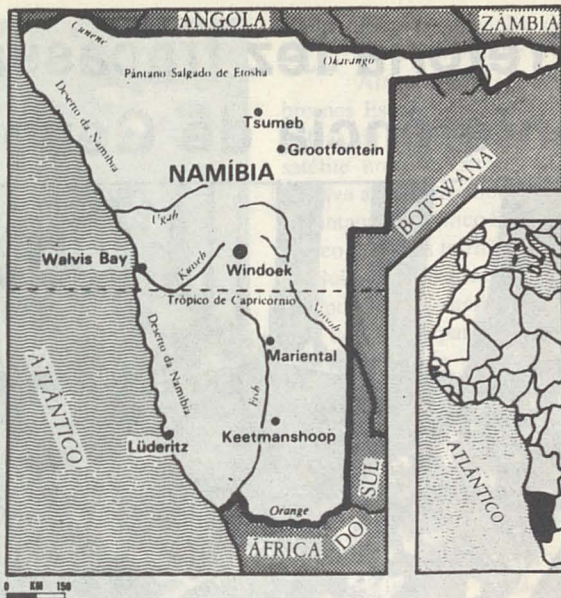 ANGOLA
ZÂMBIA
Cunene
Okavango
Pântano Salgado de Etosha
Deserto da Namíbia
Tsumeb
Grootfontein
NAMÍBIA
BOTSWANA
Ugab
Walvis Bay
Kuiseb
Windoek
Trópico de Capricornio
Nossob
ATLÂNTICO
Deserto da Namíbia
Mariental
Fish
Lüderitz
Keetmanshoop
ATLÂNTICO
Orange
ÁFRICA DO SUL
0 KM 150